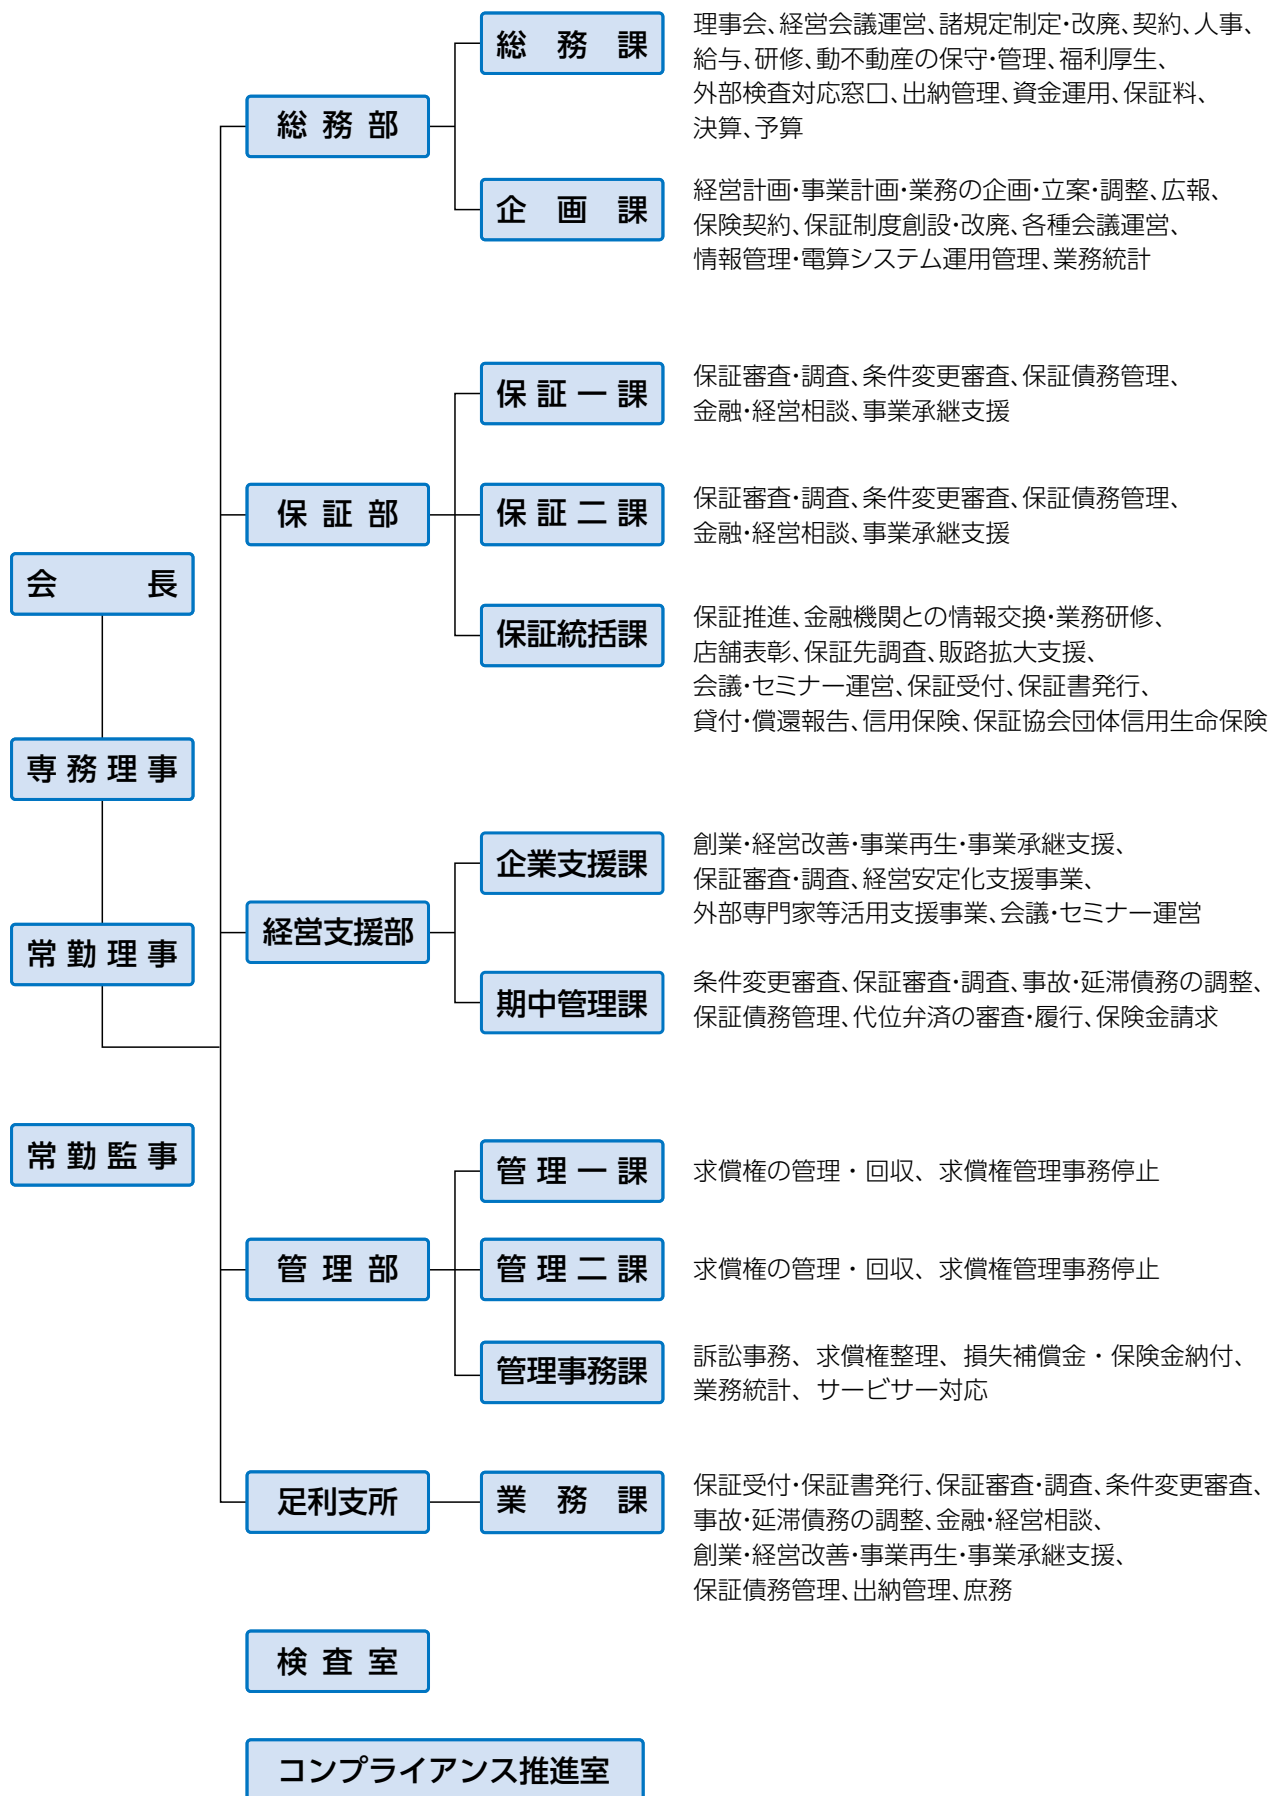 会長
専務理事
常勤理事
常勤監事
総務部
総務課
理事会、経営会議運営、諸規定制定・改廃、契約、人事、
給与、研修、動不動産の保守・管理、福利厚生、
外部検査対応窓口、出納管理、資金運用、保証料、
決算、予算
企画課
経営計画・事業計画・業務の企画・立案・調整、広報、
保険契約、保証制度創設・改廃、各種会議運営、
情報管理・電算システム運用管理、業務統計
保証部
保証一課
保証審査・調査、条件変更審査、保証債務管理、
金融・経営相談、事業承継支援
保証二課
保証審査・調査、条件変更審査、保証債務管理、
金融・経営相談、事業承継支援
保証統括課
保証推進、金融機関との情報交換・業務研修、
店舗表彰、保証先調査、販路拡大支援、
会議・セミナー運営、保証受付、保証書発行、
貸付・償還報告、信用保険、保証協会団体信用生命保険
経営支援部
企業支援課
創業・経営改善・事業再生・事業承継支援、
保証審査・調査、経営安定化支援事業、
外部専門家等活用支援事業、会議・セミナー運営
期中管理課
条件変更審査、保証審査・調査、事故・延滞債務の調整、
保証債務管理、代位弁済の審査・履行、保険金請求
管理部
管理一課
求償権の管理・回収、求償権管理事務停止
管理二課
求償権の管理・回収、求償権管理事務停止
管理事務課
訴訟事務、求償権整理、損失補償金・保険金納付、
業務統計、サービサー対応
足利支所
業務課
保証受付・保証書発行、保証審査・調査、条件変更審査、
事故・延滞債務の調整、金融・経営相談、
創業・経営改善・事業再生・事業承継支援、
保証債務管理、出納管理、庶務
検査室
コンプライアンス推進室